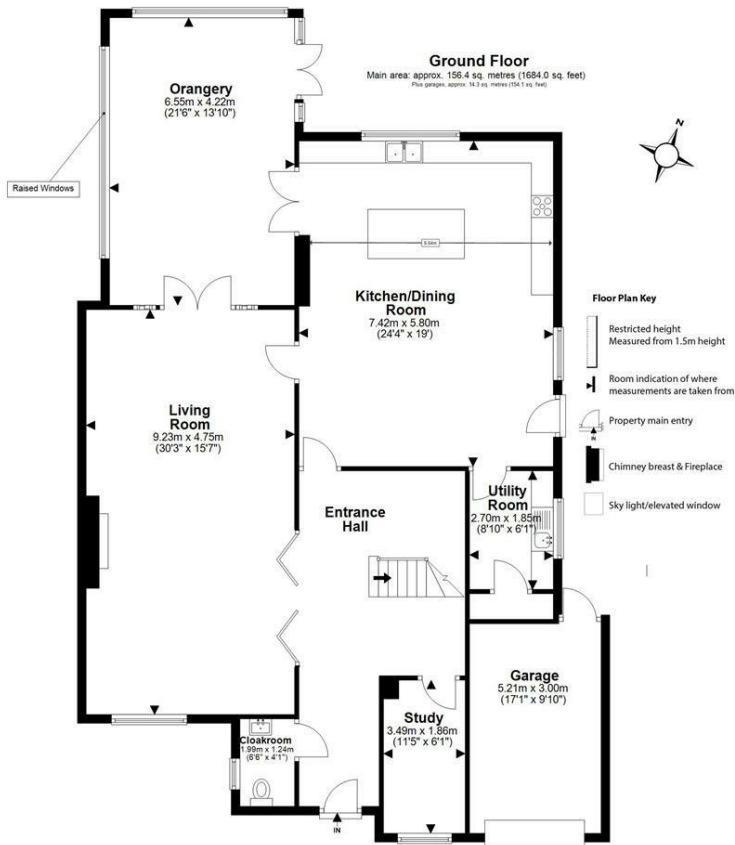 Ground Floor
Main area: approx. 156.4 sq. metres (1684.0 sq. feet)
Plus garages, approx. 14.3 sq. metres (154.1 sq. feet)
Orangery
6.55m x 4.22m
(21'6" x 13'10")
N
Raised Windows
Kitchen/Dining
Room
7.42m x 5.80m
(24'4" x 19')
Floor Plan Key
Restricted height
Measured from 1.5m height
Room indication of where
measurements are taken from
Property main entry
IN
Chimney breast & Fireplace
Sky light/elevated window
Living
Room
9.23m x 4.75m
(30'3" x 15'7")
Entrance
Hall
Utility
Room
2.70m x 1.85m
(8'10" x 6'1")
Garage
5.21m x 3.00m
(17'1" x 9'10")
Study
3.49m x 1.86m
(11'5" x 6'1")
Cloakroom
1.99m x 1.24m
(6'6" x 4'1")
IN